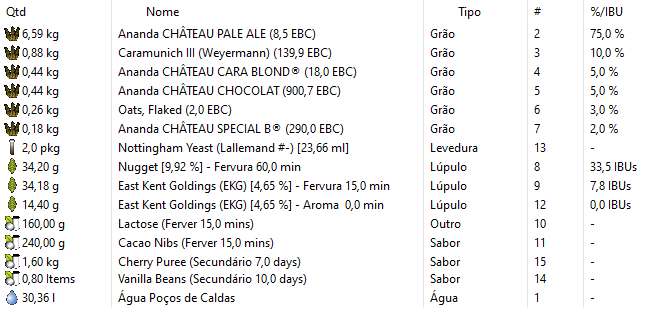 Qtd Nome Tipo # %/IBU
6,59 kg Ananda CHÂTEAU PALE ALE (8,5 EBC) Grão 2 75,0 %
0,88 kg Caramunich III (Weyermann) (139,9 EBC) Grão 3 10,0 %
0,44 kg Ananda CHÂTEAU CARA BLOND® (18,0 EBC) Grão 4 5,0 %
0,44 kg Ananda CHÂTEAU CHOCOLAT (900,7 EBC) Grão 5 5,0 %
0,26 kg Oats, Flaked (2,0 EBC) Grão 6 3,0 %
0,18 kg Ananda CHÂTEAU SPECIAL B® (290,0 EBC) Grão 7 2,0 %
2,0 pkg Nottingham Yeast (Lallemand #-) [23,66 ml] Levedura 13 -
34,20 g Nugget [9,92 %] - Fervura 60,0 min Lúpulo 8 33,5 IBUs
34,18 g East Kent Goldings (EKG) [4,65 %] - Fervura 15,0 min Lúpulo 9 7,8 IBUs
14,40 g East Kent Goldings (EKG) [4,65 %] - Aroma 0,0 min Lúpulo 12 0,0 IBUs
160,00 g Lactose (Ferver 15,0 mins) Outro 10 -
240,00 g Cacao Nibs (Ferver 15,0 mins) Sabor 11 -
1,60 kg Cherry Puree (Secundário 7,0 days) Sabor 15 -
0,80 Items Vanilla Beans (Secundário 10,0 days) Sabor 14 -
30,36 l Água Poços de Caldas Água 1 -